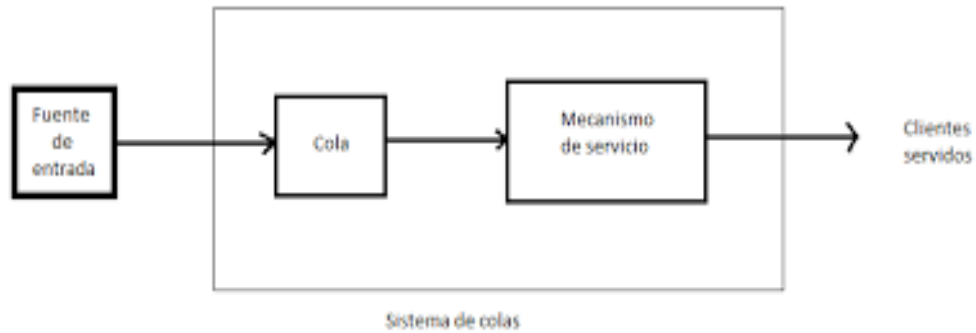 Fuente
de
entrada
Cola
Mecanismo
de servicio
Clientes
servidos
Sistema de colas